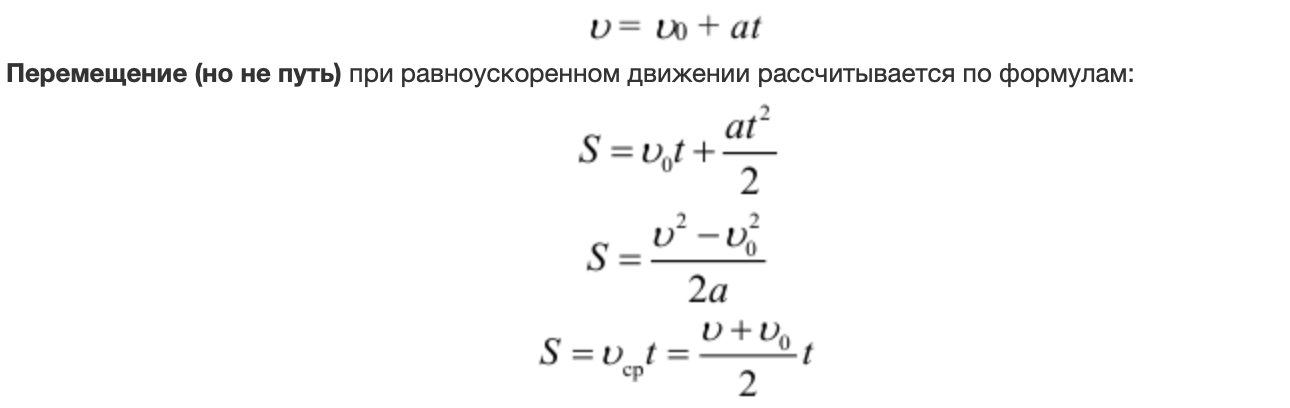 υ = υ₀ + at
Перемещение (но не путь) при равноускоренном движении рассчитывается по формулам:
S = υ₀t + at²/2
S = (υ² − υ₀²)/2a
S = υ_ср t = (υ + υ₀)/2 t